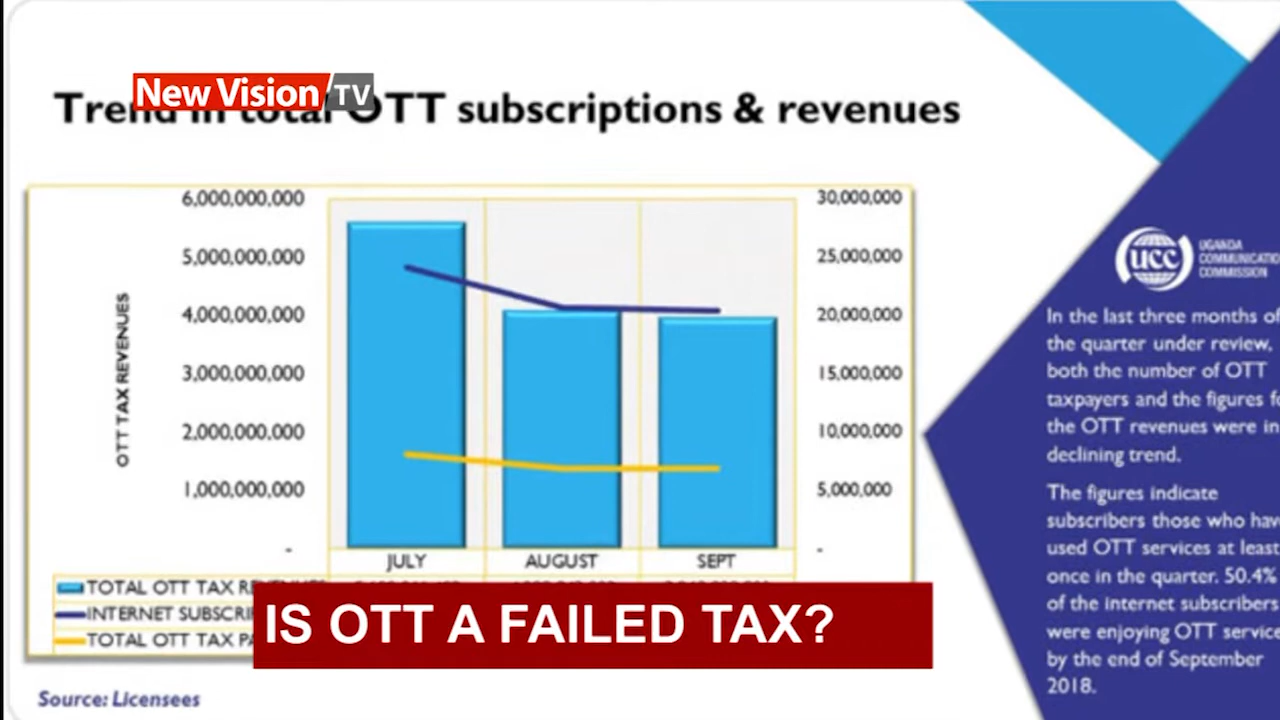 New Vision TV
Trend in total OTT subscriptions & revenues
6,000,000,000
5,000,000,000
4,000,000,000
3,000,000,000
2,000,000,000
1,000,000,000
-
OTT TAX REVENUES
30,000,000
25,000,000
20,000,000
15,000,000
10,000,000
5,000,000
-
JULY AUGUST SEPT
TOTAL OTT TAX
INTERNET
TOTAL OTT TAX
IS OTT A FAILED TAX?
Source: Licensees
UCC
UGANDA
COMMUNICATIO
COMMISSION
In the last three months of
the quarter under review,
both the number of OTT
taxpayers and the figures fo
the OTT revenues were in
declining trend.
The figures indicate
subscribers those who have
used OTT services at least
once in the quarter. 50.4%
of the internet subscribers
were enjoying OTT service
by the end of September
2018.